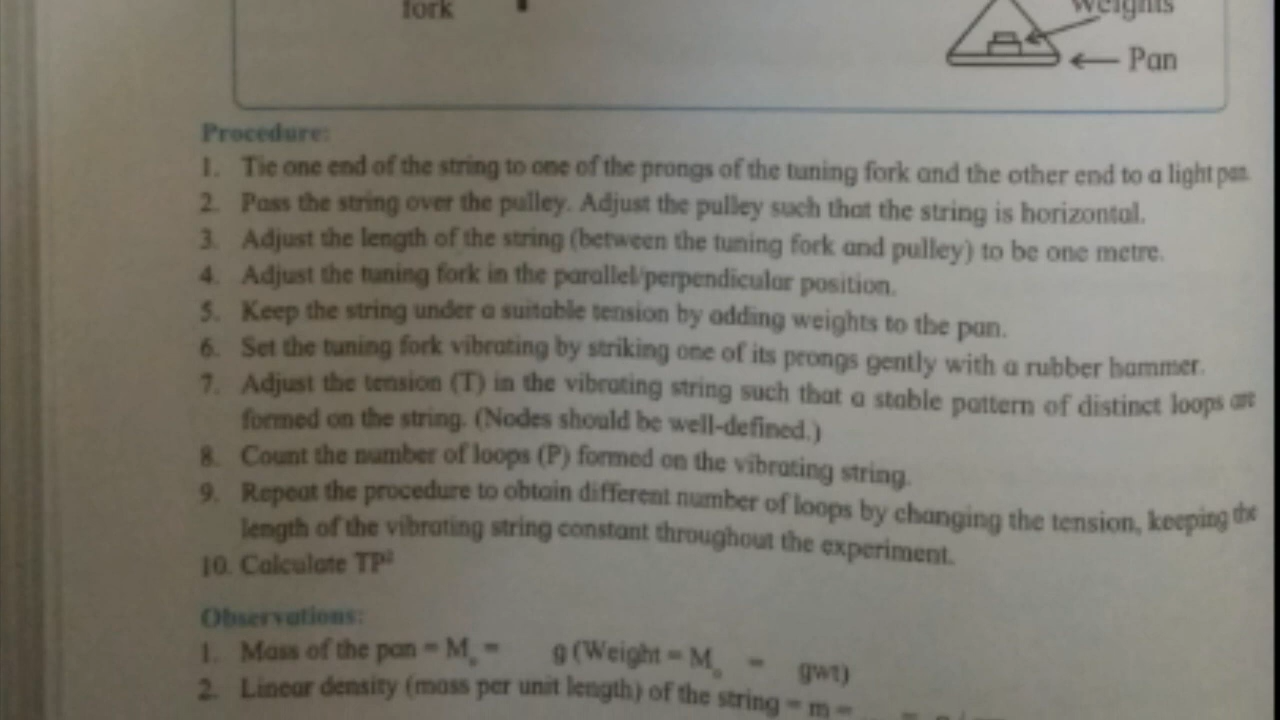 fork
Weights
Pan
Procedure:
1. Tie one end of the string to one of the prongs of the tuning fork and the other end to a light pan.
2. Pass the string over the pulley. Adjust the pulley such that the string is horizontal.
3. Adjust the length of the string (between the tuning fork and pulley) to be one metre.
4. Adjust the tuning fork in the parallel/perpendicular position.
5. Keep the string under a suitable tension by adding weights to the pan.
6. Set the tuning fork vibrating by striking one of its prongs gently with a rubber hammer.
7. Adjust the tension (T) in the vibrating string such that a stable pattern of distinct loops are
formed on the string. (Nodes should be well-defined.)
8. Count the number of loops (P) formed on the vibrating string.
9. Repeat the procedure to obtain different number of loops by changing the tension, keeping the
length of the vibrating string constant throughout the experiment.
10. Calculate TP²
Observations:
1. Mass of the pan = M₀ = g (Weight = M₀ = gwt)
2. Linear density (mass per unit length) of the string = m =